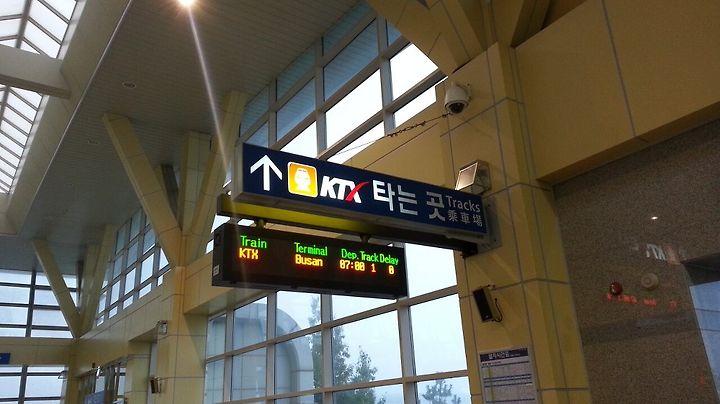 KTX 타는 곳 Tracks
乘車場
Train Terminal Dep. Track Delay
KTX Busan 07:00 1 0